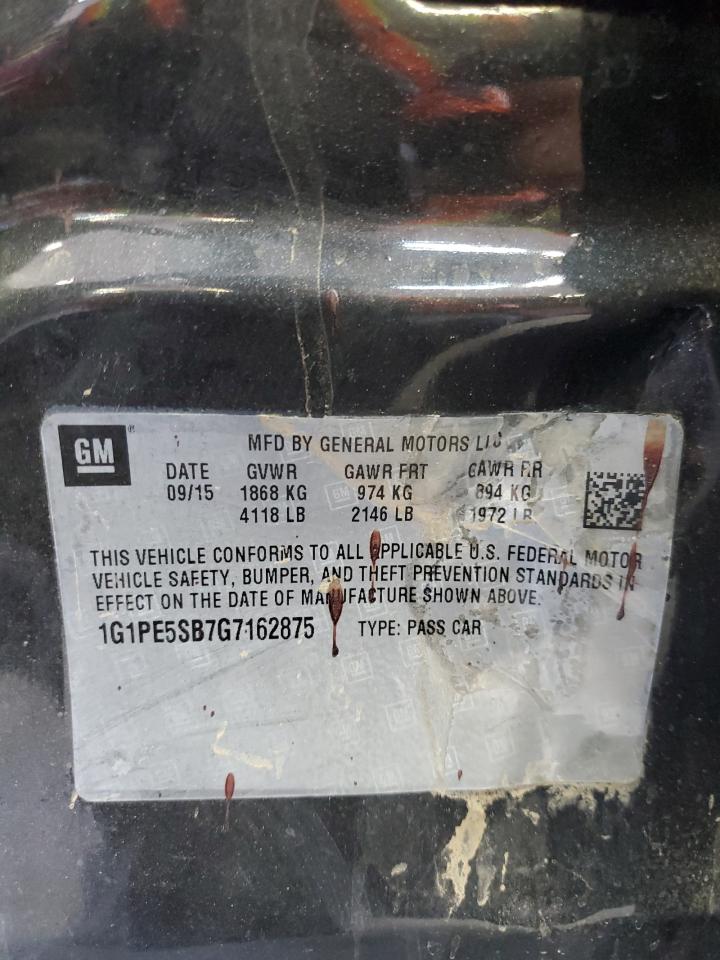 GM
MFD BY GENERAL MOTORS LLC
DATE GVWR GAWR FRT GAWR RR
09/15 1868 KG 974 KG 894 KG
4118 LB 2146 LB 1972 LB
THIS VEHICLE CONFORMS TO ALL APPLICABLE U.S. FEDERAL MOTOR
VEHICLE SAFETY, BUMPER, AND THEFT PREVENTION STANDARDS IN
EFFECT ON THE DATE OF MANUFACTURE SHOWN ABOVE.
1G1PE5SB7G7162875 TYPE: PASS CAR